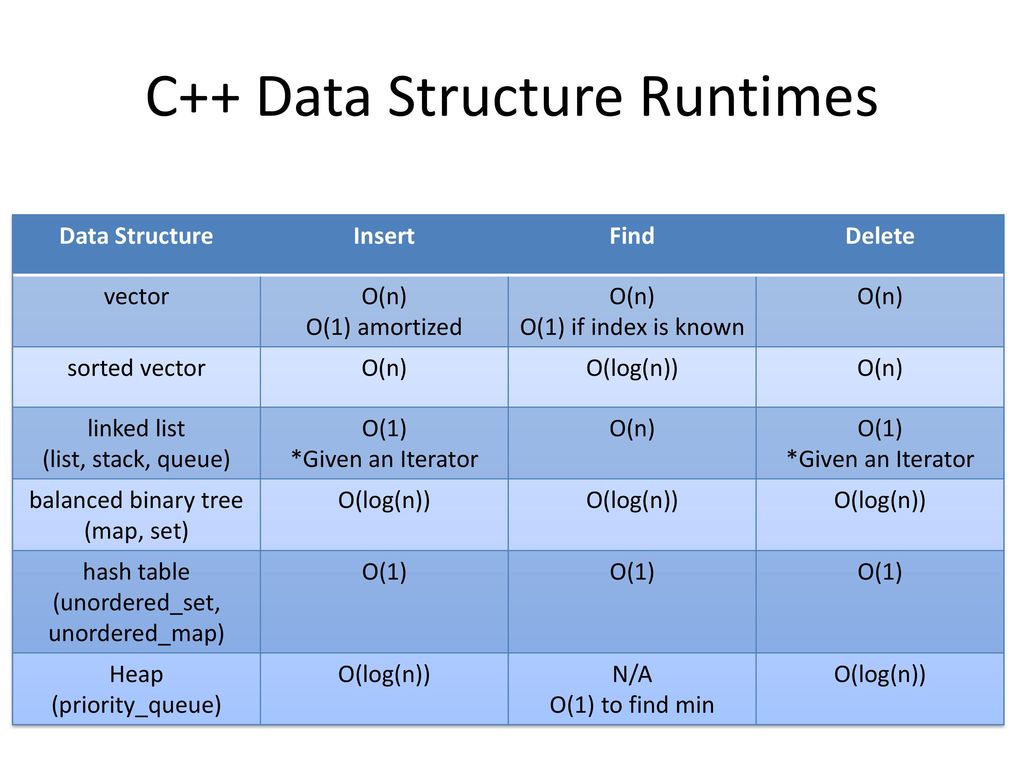 C++ Data Structure Runtimes
Data Structure Insert Find Delete
vector O(n) O(n) O(n)
O(1) amortized O(1) if index is known
sorted vector O(n) O(log(n)) O(n)
linked list O(1) O(n) O(1)
(list, stack, queue) *Given an Iterator *Given an Iterator
balanced binary tree O(log(n)) O(log(n)) O(log(n))
(map, set)
hash table O(1) O(1) O(1)
(unordered_set,
unordered_map)
Heap O(log(n)) N/A O(log(n))
(priority_queue) O(1) to find min